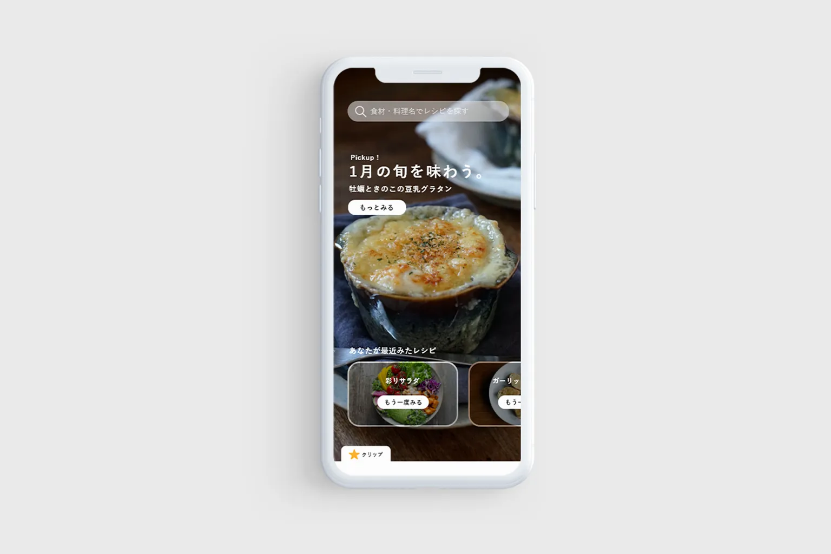 食材・料理名でレシピを探す
Pickup !
1月の旬を味わう。
牡蠣ときのこの豆乳グラタン
もっとみる
あなたが最近みたレシピ
彩りサラダ
ガーリッ
もう一度みる
もう一
クリップ